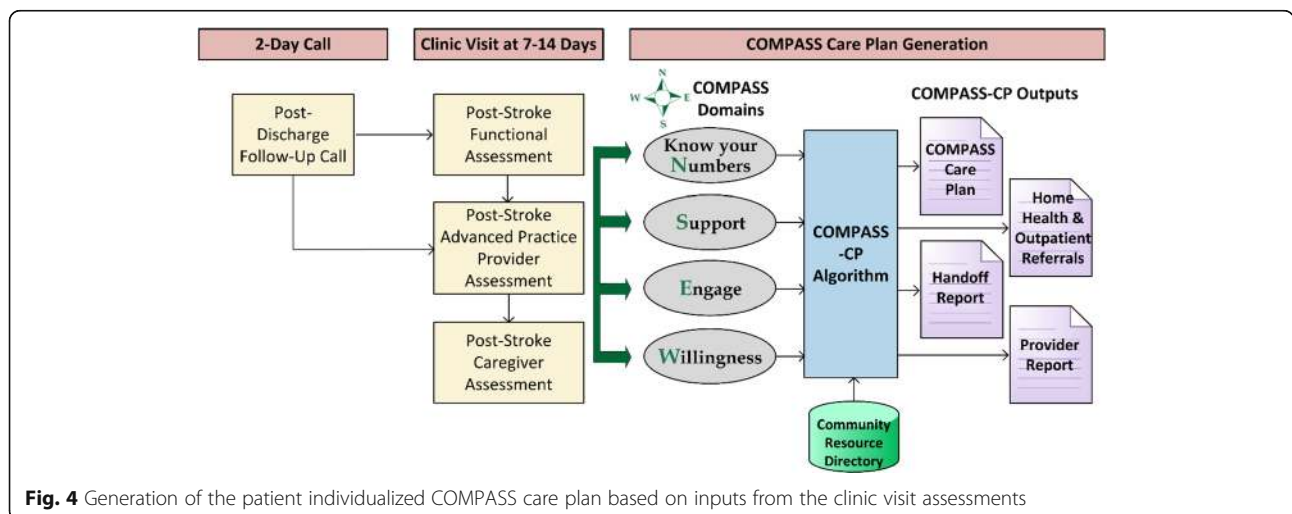 2-Day Call
Clinic Visit at 7-14 Days
COMPASS Care Plan Generation
Post-
Discharge
Follow-Up Call
Post-Stroke
Functional
Assessment
Post-Stroke
Advanced Practice
Provider
Assessment
Post-Stroke
Caregiver
Assessment
N
W E
S
COMPASS
Domains
Know your
Numbers
Support
Engage
Willingness
COMPASS
-CP
Algorithm
Community
Resource
Directory
COMPASS-CP Outputs
COMPASS
Care
Plan
Home
Health &
Outpatient
Referrals
Handoff
Report
Provider
Report
Fig. 4 Generation of the patient individualized COMPASS care plan based on inputs from the clinic visit assessments